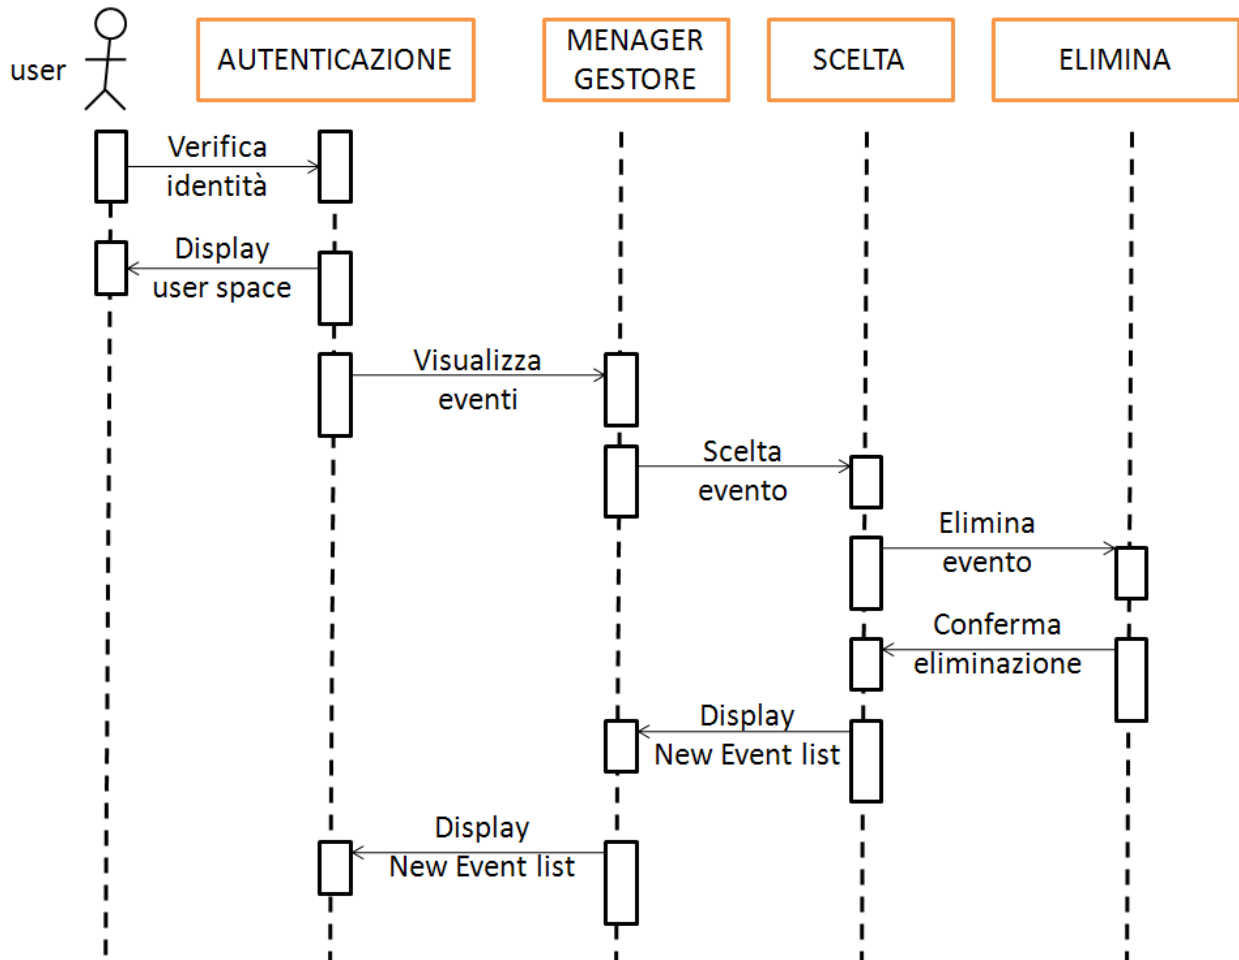 user
AUTENTICAZIONE
MENAGER
GESTORE
SCELTA
ELIMINA
Verifica
identità
Display
user space
Visualizza
eventi
Scelta
evento
Elimina
evento
Conferma
eliminazione
Display
New Event list
Display
New Event list